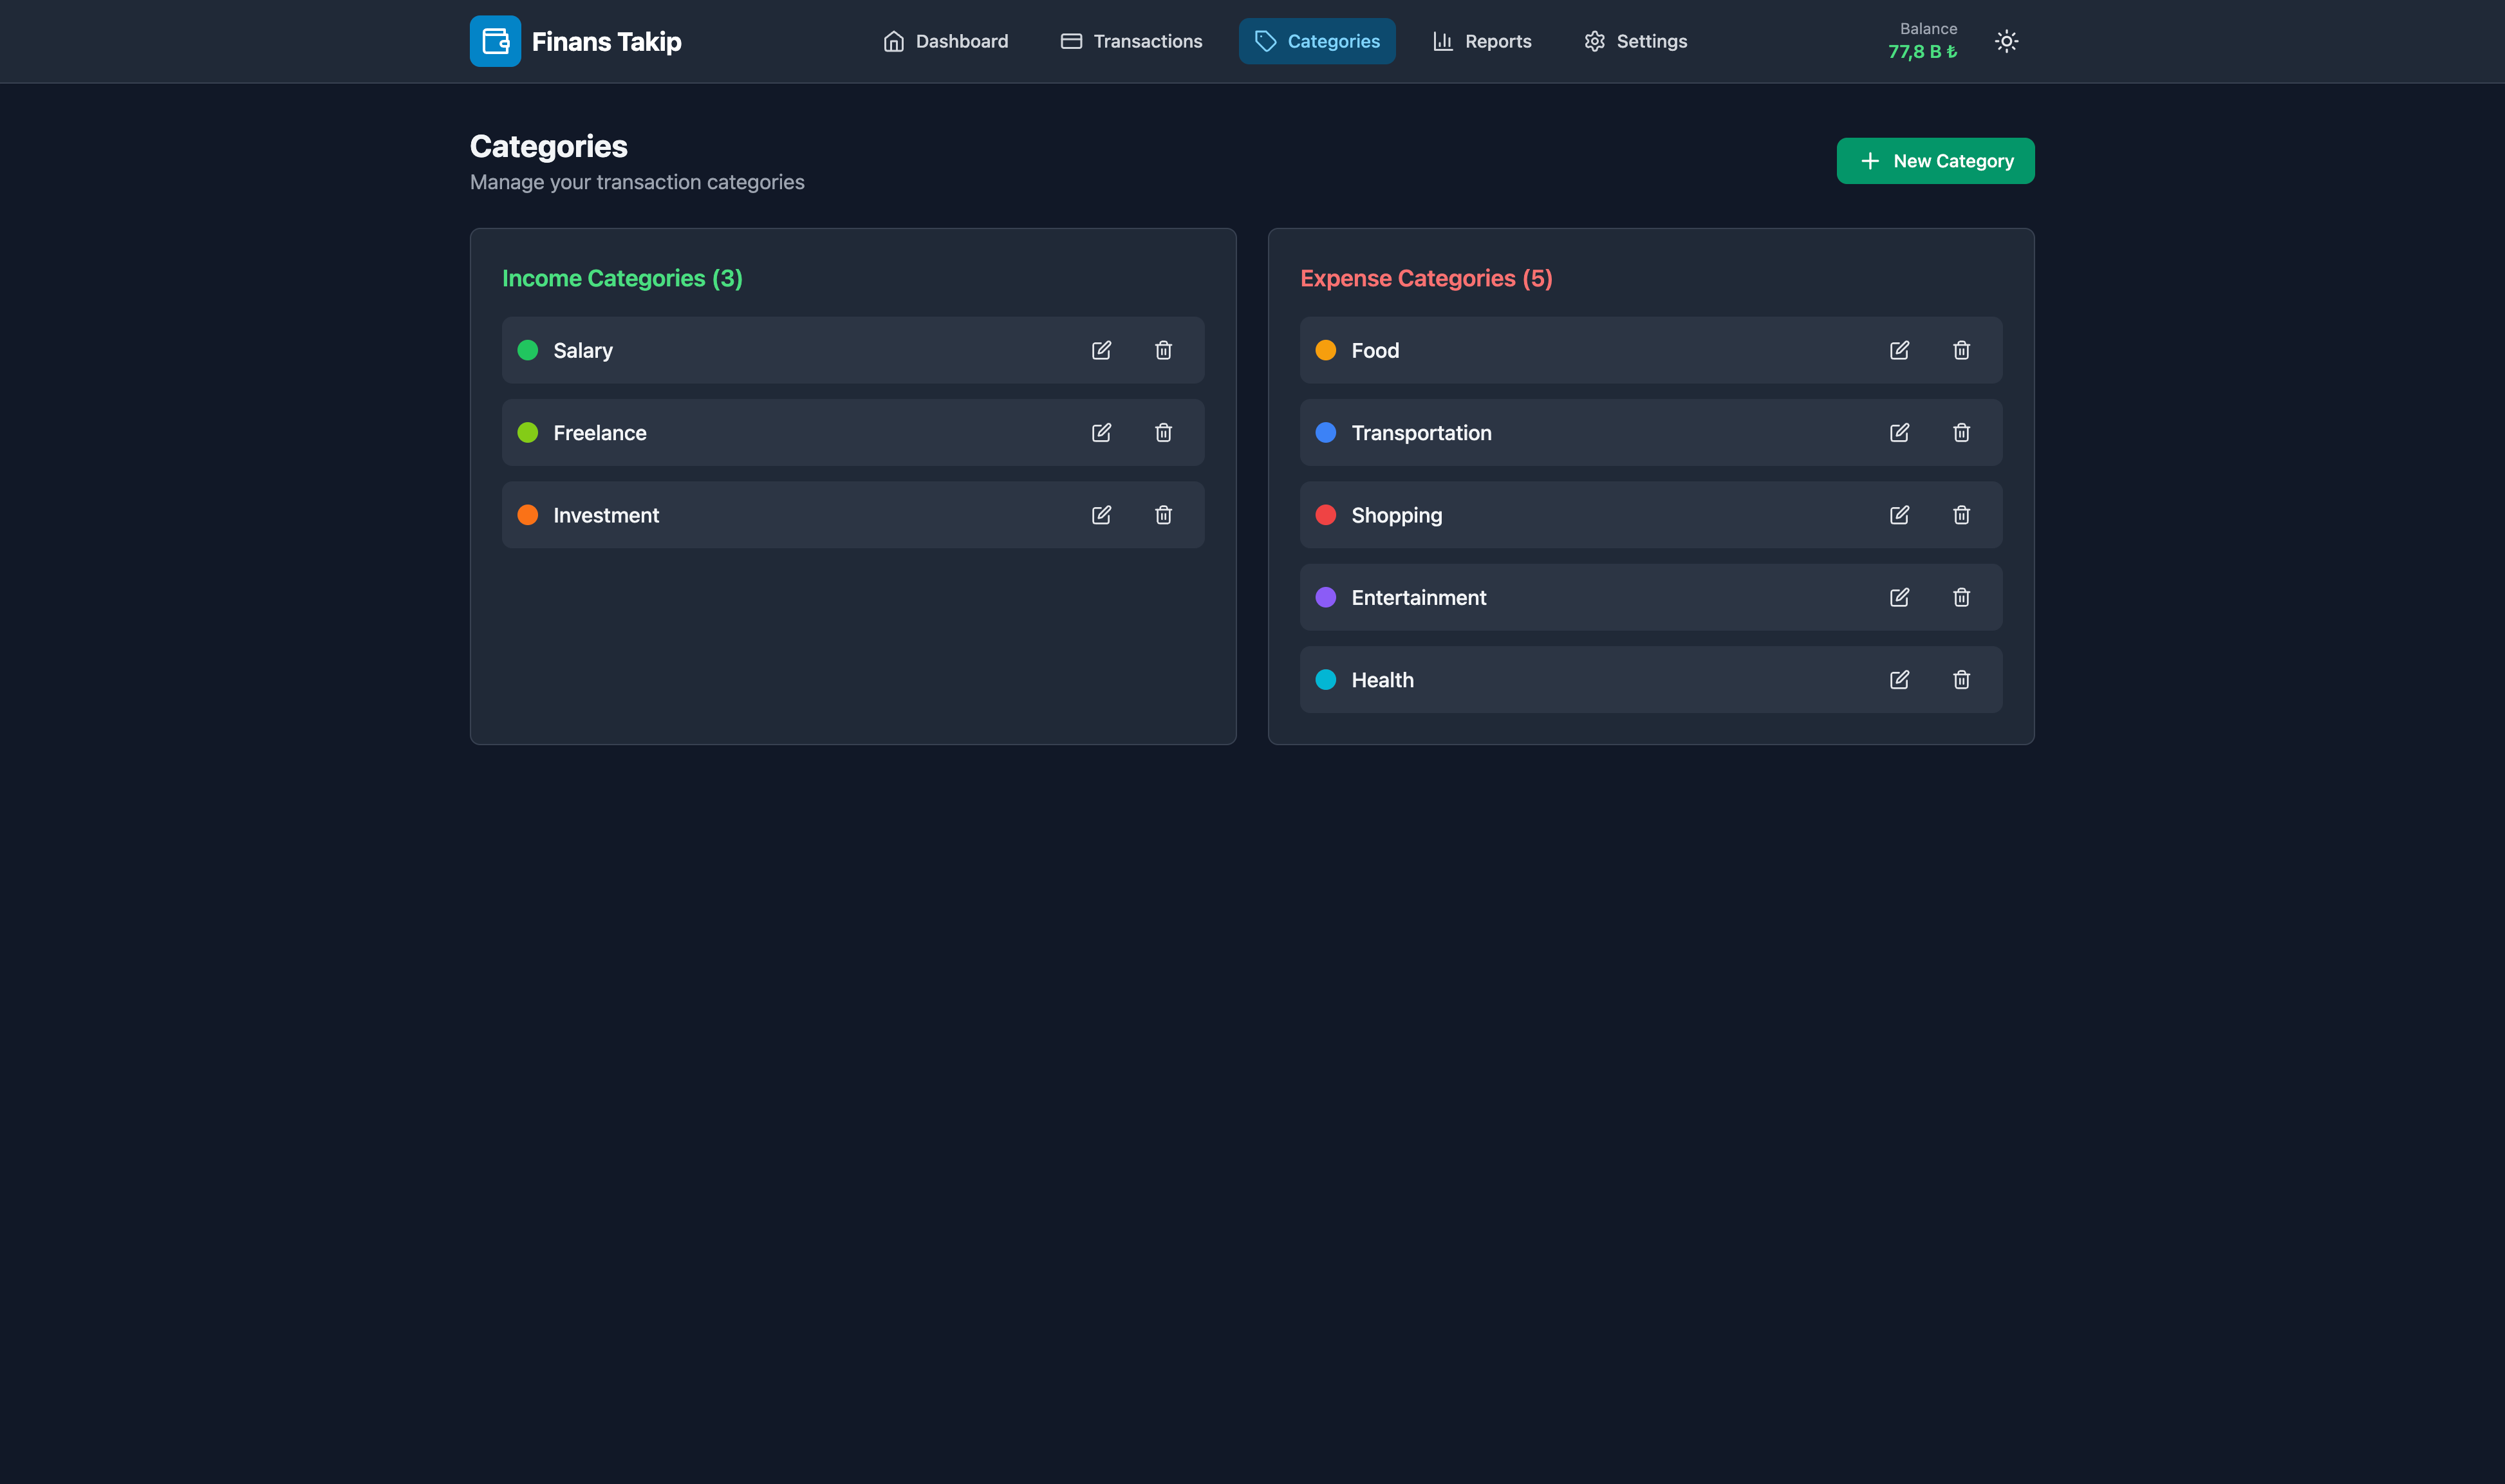 Finans Takip
Dashboard
Transactions
Categories
Reports
Settings
Balance
77,8 B ₺
Categories
Manage your transaction categories
New Category
Income Categories (3)
Salary
Freelance
Investment
Expense Categories (5)
Food
Transportation
Shopping
Entertainment
Health